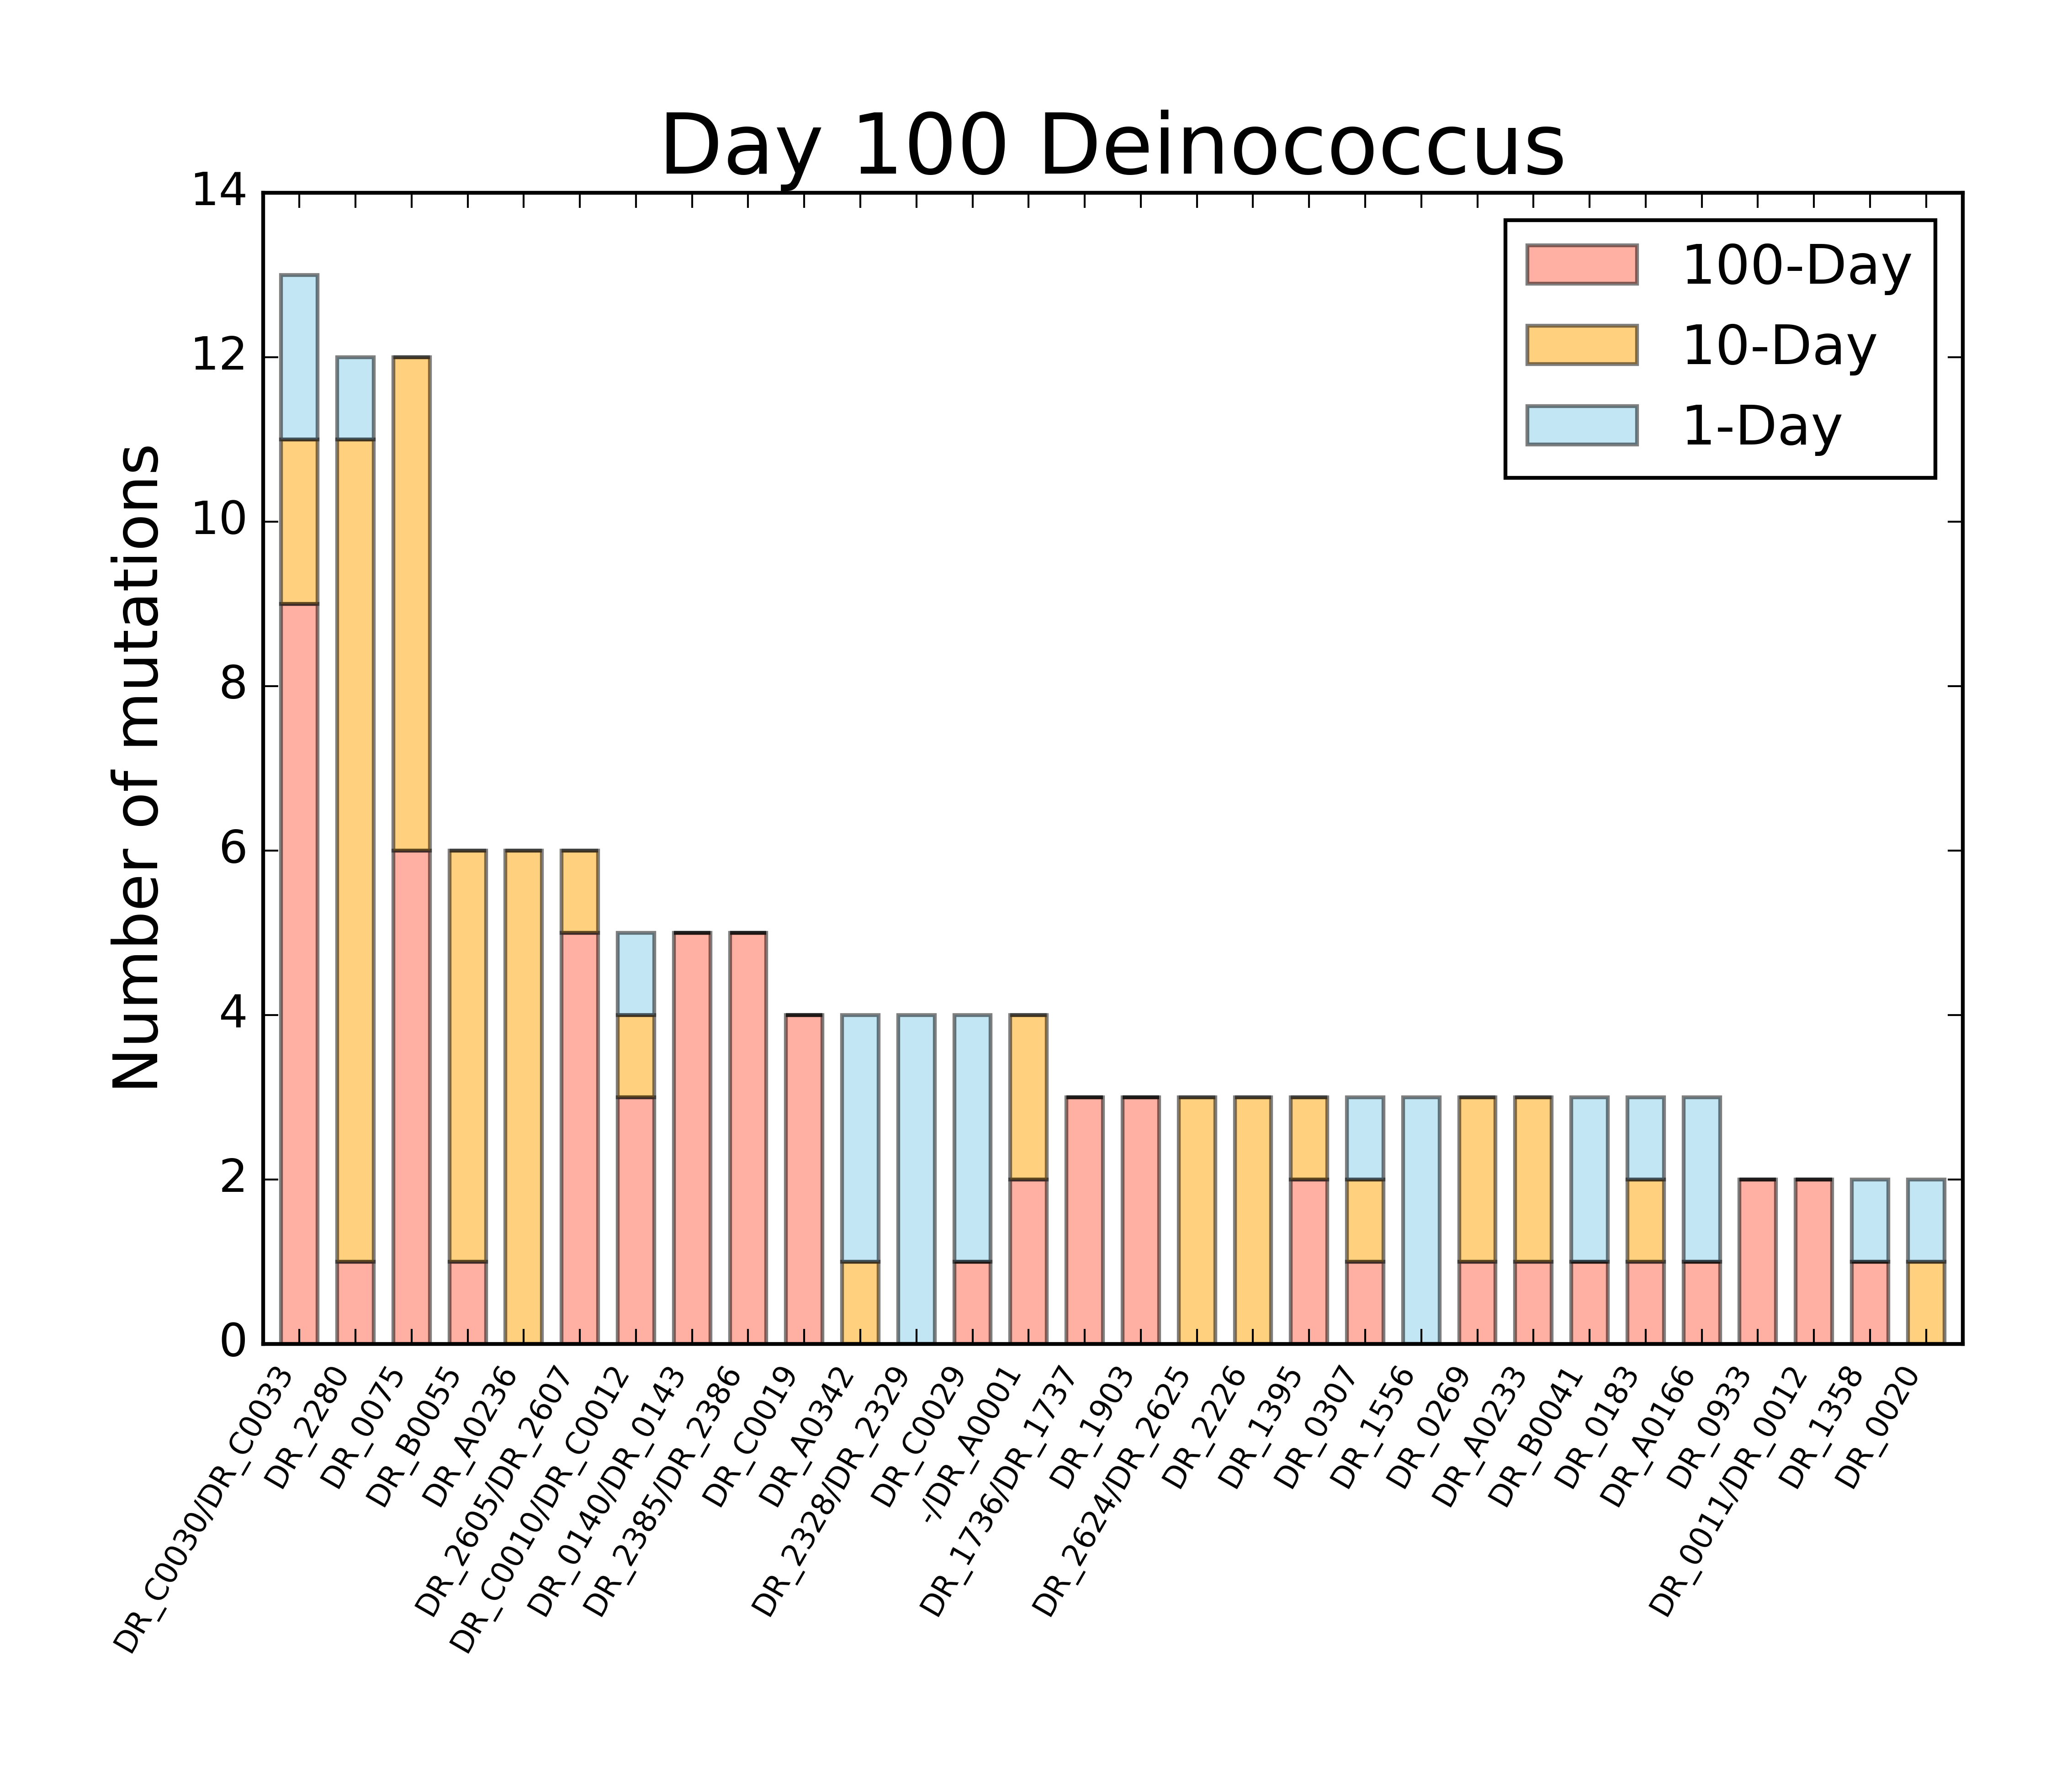 Day 100 Deinococcus
Number of mutations
14
12
10
8
6
4
2
0
100-Day
10-Day
1-Day
DR_C0030/DR_C0033
DR_2280
DR_0075
DR_B0055
DR_A0236
DR_2605/DR_2607
DR_C0010/DR_C0012
DR_0140/DR_0143
DR_2385/DR_2386
DR_C0019
DR_A0342
DR_2328/DR_2329
DR_C0029
-/DR_A0001
DR_1736/DR_1737
DR_1903
DR_2624/DR_2625
DR_2226
DR_1395
DR_0307
DR_1556
DR_0269
DR_A0233
DR_B0041
DR_0183
DR_A0166
DR_0933
DR_0011/DR_0012
DR_1358
DR_0020